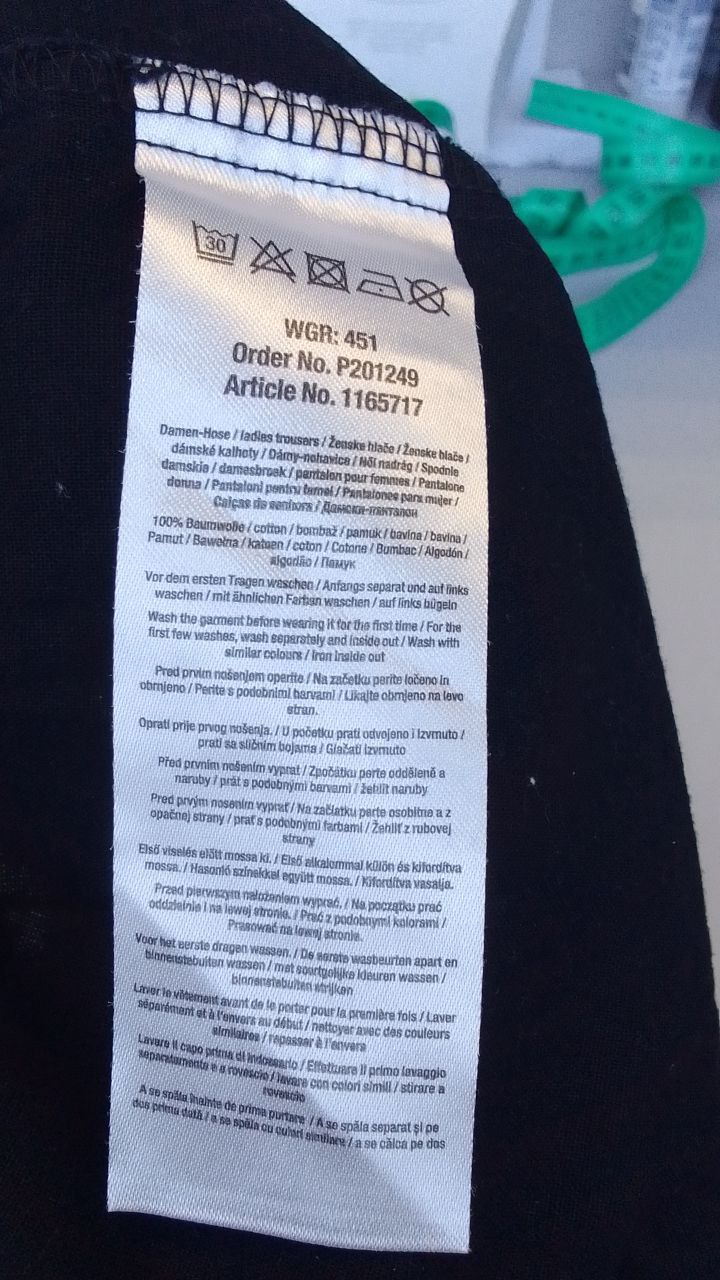 30
WGR: 451
Order No. P201249
Article No. 1165717
Damen-Hose / ladies trousers / Ženske hlače / Ženske hlače /
dámské kalhoty / Dámy-nohavice / Női nadrág / Spodnie
damskie / damesbroek / pantalon pour femmes / Pantalone
donna / Pantaloni pentru femei / Pantalones para mujer /
Calças de senhora / Дамски-панталон
100% Baumwolle / cotton / bombaž / pamuk / bavlna / bavlna /
Pamut / Bawełna / katoen / coton / Cotone / Bumbac / Algodón /
algodão / Памук
Vor dem ersten Tragen waschen / Anfangs separat und auf links
waschen / mit ähnlichen Farben waschen / auf links bügeln
Wash the garment before wearing it for the first time / For the
first few washes, wash separately and inside out / Wash with
similar colours / Iron inside out
Pred prvim nošenjem operite / Na začetku perite ločeno in
obrnjeno / Perite s podobnimi barvami / Likajte obrnjeno na levo
stran.
Oprati prije prvog nošenja. / U početku prati odvojeno i izvrnuto /
prati sa sličnim bojama / Glačati izvrnuto
Před prvním nošením vyprat / Zpočátku perte odděleně a
naruby / prát s podobnými barvami / žehlit naruby
Pred prvým nosením vyprať / Na začiatku perte osobitne a z
opačnej strany / prať s podobnými farbami / Žehliť z rubovej
strany
Első viselés előtt mossa ki. / Első alkalommal külön és kifordítva
mossa. / Hasonló színekkel együtt mossa. / Kifordítva vasalja.
Przed pierwszym nałożeniem wyprać. / Na początku prać
oddzielnie i na lewej stronie. / Prać z podobnymi kolorami /
Prasować na lewej stronie.
Voor het eerste dragen wassen. / De eerste wasbeurten apart en
binnenstebuiten wassen / met soortgelijke kleuren wassen /
binnenstebuiten strijken
Laver le vêtement avant de le porter pour la première fois / Laver
séparément et à l'envers au début / nettoyer avec des couleurs
similaires / repasser à l'envers
Lavare il capo prima di indossarlo / Effettuare il primo lavaggio
separatamente e a rovescio / lavare con colori simili / stirare a
rovescio
A se spăla înainte de prima purtare / A se spăla separat și pe
dos prima dată / a se spăla cu culori similare / a se călca pe dos